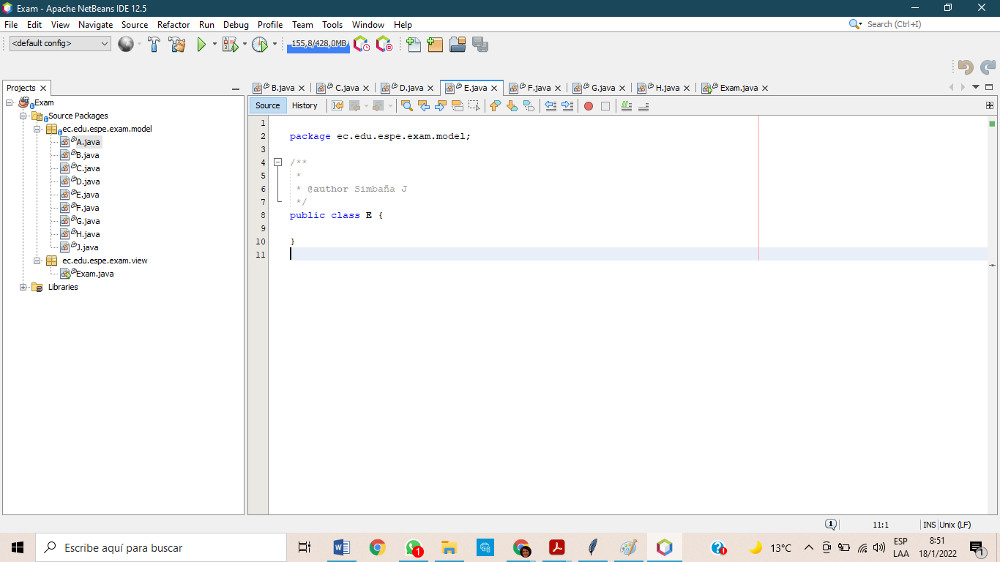 Exam - Apache NetBeans IDE 12.5
File Edit View Navigate Source Refactor Run Debug Profile Team Tools Window Help
Search (Ctrl+I)
<default config>
155,8/428,0MB
Projects
B.java C.java D.java E.java F.java G.java H.java Exam.java
Source History
Exam
Source Packages
ec.edu.espe.exam.model
A.java
B.java
C.java
D.java
E.java
F.java
G.java
H.java
J.java
ec.edu.espe.exam.view
Exam.java
Libraries
1
2 package ec.edu.espe.exam.model;
3
4 /**
5 *
6 * @author Simbaña J
7 */
8 public class E {
9
10 }
11
1 11:1 INS Unix (LF)
Escribe aquí para buscar
1
13°C
ESP
LAA
8:51
18/1/2022
1